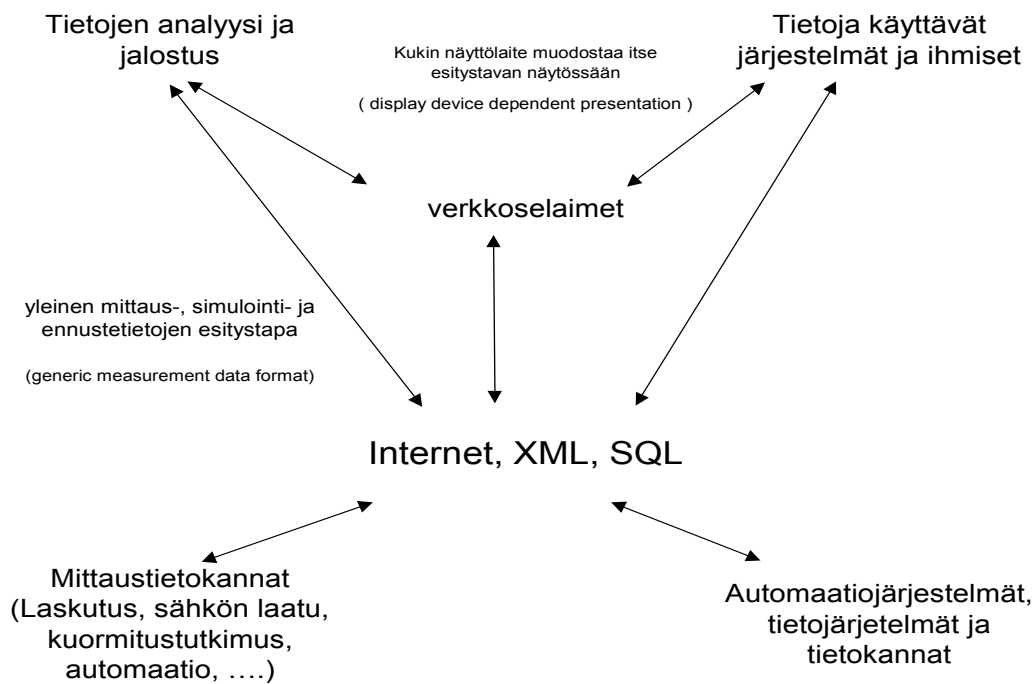 Tietojen analyysi ja
jalostus
Kukin näyttölaite muodostaa itse
esitystavan näytössään
( display device dependent presentation )
Tietoja käyttävät
järjestelmät ja ihmiset
verkkoselaimet
yleinen mittaus-, simulointi- ja
ennustetietojen esitystapa
(generic measurement data format)
Internet, XML, SQL
Mittaustietokannat
(Laskutus, sähkön laatu,
kuormitustutkimus,
automaatio, ….)
Automaatiojärjestelmät,
tietojärjetelmät ja
tietokannat